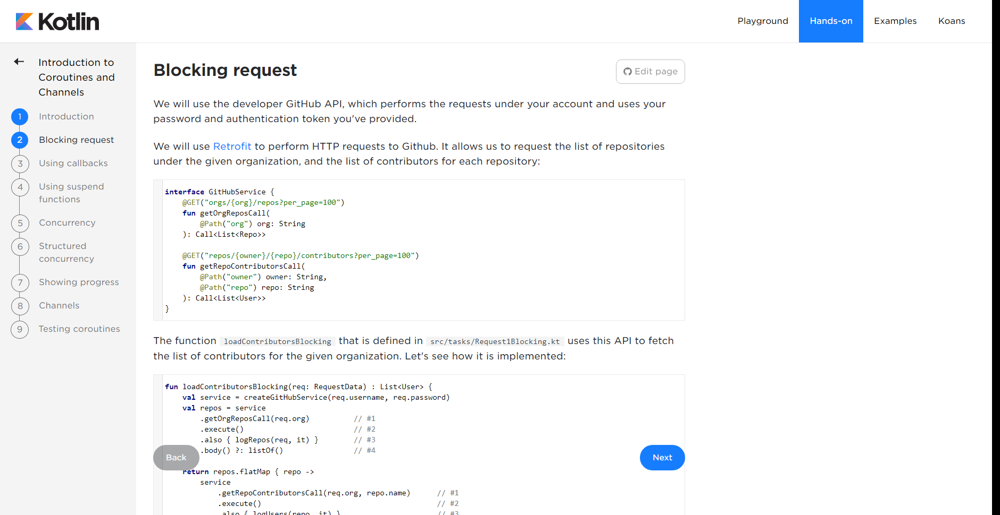 Kotlin
Playground
Hands-on
Examples
Koans
Introduction to
Coroutines and
Channels
1 Introduction
2 Blocking request
3 Using callbacks
4 Using suspend
functions
5 Concurrency
6 Structured
concurrency
7 Showing progress
8 Channels
9 Testing coroutines
Blocking request
Edit page
We will use the developer GitHub API, which performs the requests under your account and uses your
password and authentication token you've provided.
We will use Retrofit to perform HTTP requests to Github. It allows us to request the list of repositories
under the given organization, and the list of contributors for each repository:
interface GitHubService {
    @GET("orgs/{org}/repos?per_page=100")
    fun getOrgReposCall(
        @Path("org") org: String
    ): Call<List<Repo>>
    @GET("repos/{owner}/{repo}/contributors?per_page=100")
    fun getRepoContributorsCall(
        @Path("owner") owner: String,
        @Path("repo") repo: String
    ): Call<List<User>>
}
The function loadContributorsBlocking that is defined in src/tasks/Request1Blocking.kt uses this API to fetch
the list of contributors for the given organization. Let's see how it is implemented:
fun loadContributorsBlocking(req: RequestData) : List<User> {
    val service = createGitHubService(req.username, req.password)
    val repos = service
        .getOrgReposCall(req.org)          // #1
        .execute()                         // #2
        .also { logRepos(req, it) }        // #3
        .body() ?: listOf()                // #4
Back
Next
    return repos.flatMap { repo ->
        service
            .getRepoContributorsCall(req.org, repo.name)      // #1
            .execute()                                        // #2
            .also { logUsers(repo, it) }                      // #3